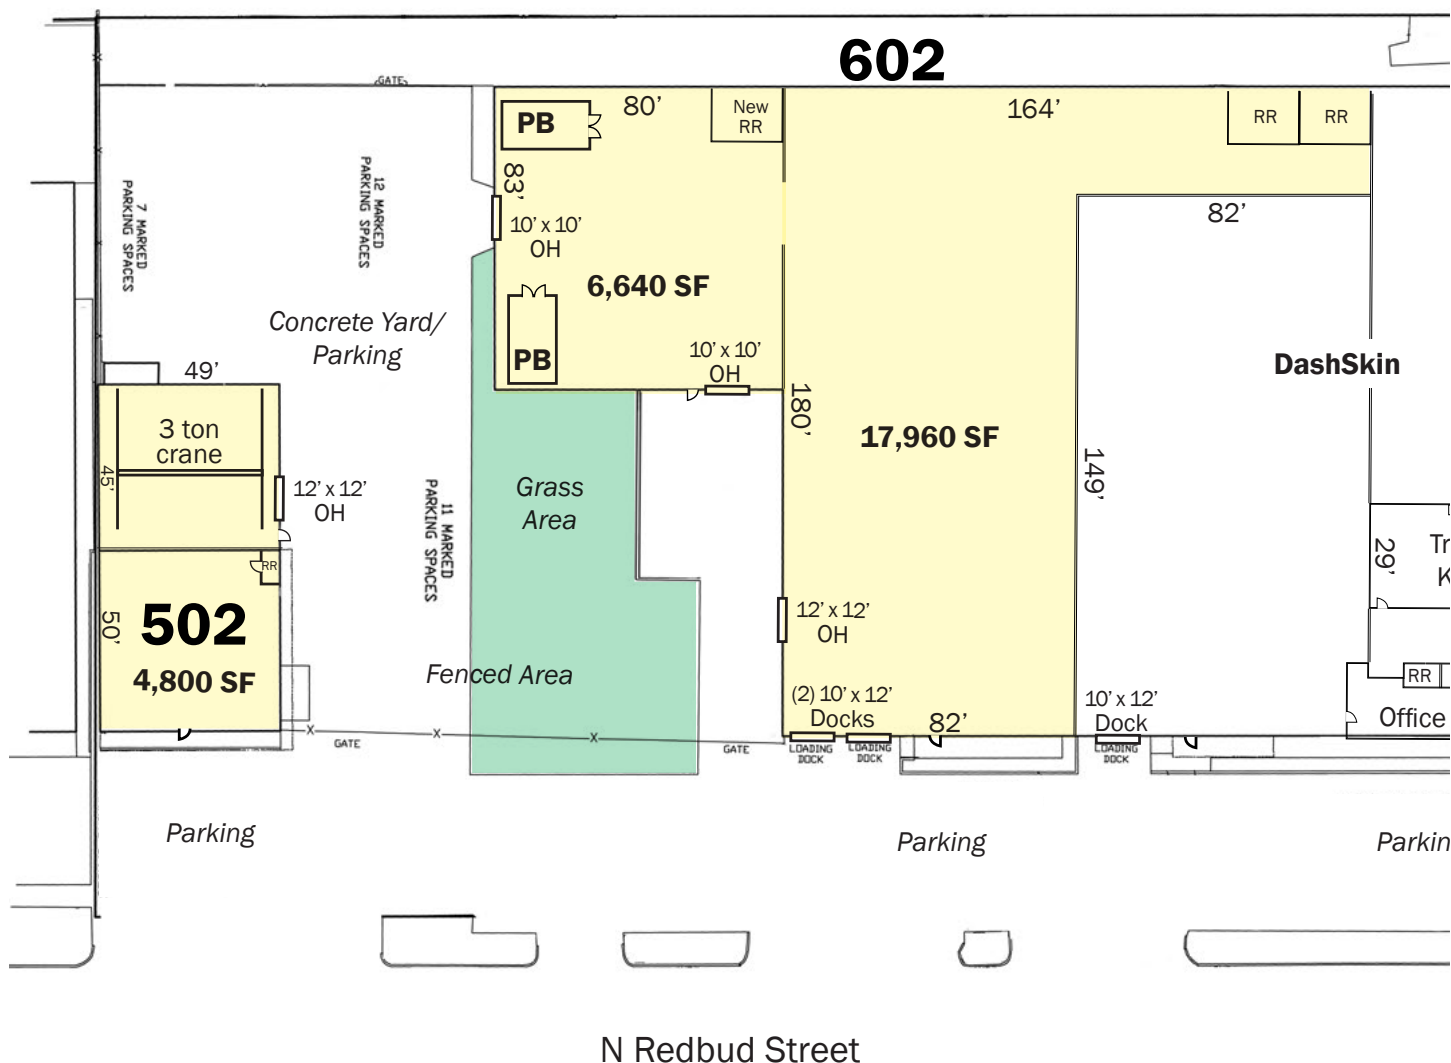 602
GATE
80’
New
RR
164’
RR
RR
PB
83’
10’ x 10’
OH
82’
7 MARKED
PARKING SPACES
12 MARKED
PARKING SPACES
6,640 SF
Concrete Yard/
Parking
PB
10’ x 10’
OH
DashSkin
49’
180’
3 ton
crane
17,960 SF
45’
149’
12’ x 12’
OH
Grass
Area
11 MARKED
PARKING SPACES
RR
29’
Tr
K
502
50’
4,800 SF
12’ x 12’
OH
Fenced Area
RR
(2) 10’ x 12’
Docks
82’
10’ x 12’
Dock
Office
X
X
X
GATE
GATE
LOADING
DOCK
LOADING
DOCK
LOADING
DOCK
Parking
Parking
Parkin
N Redbud Street